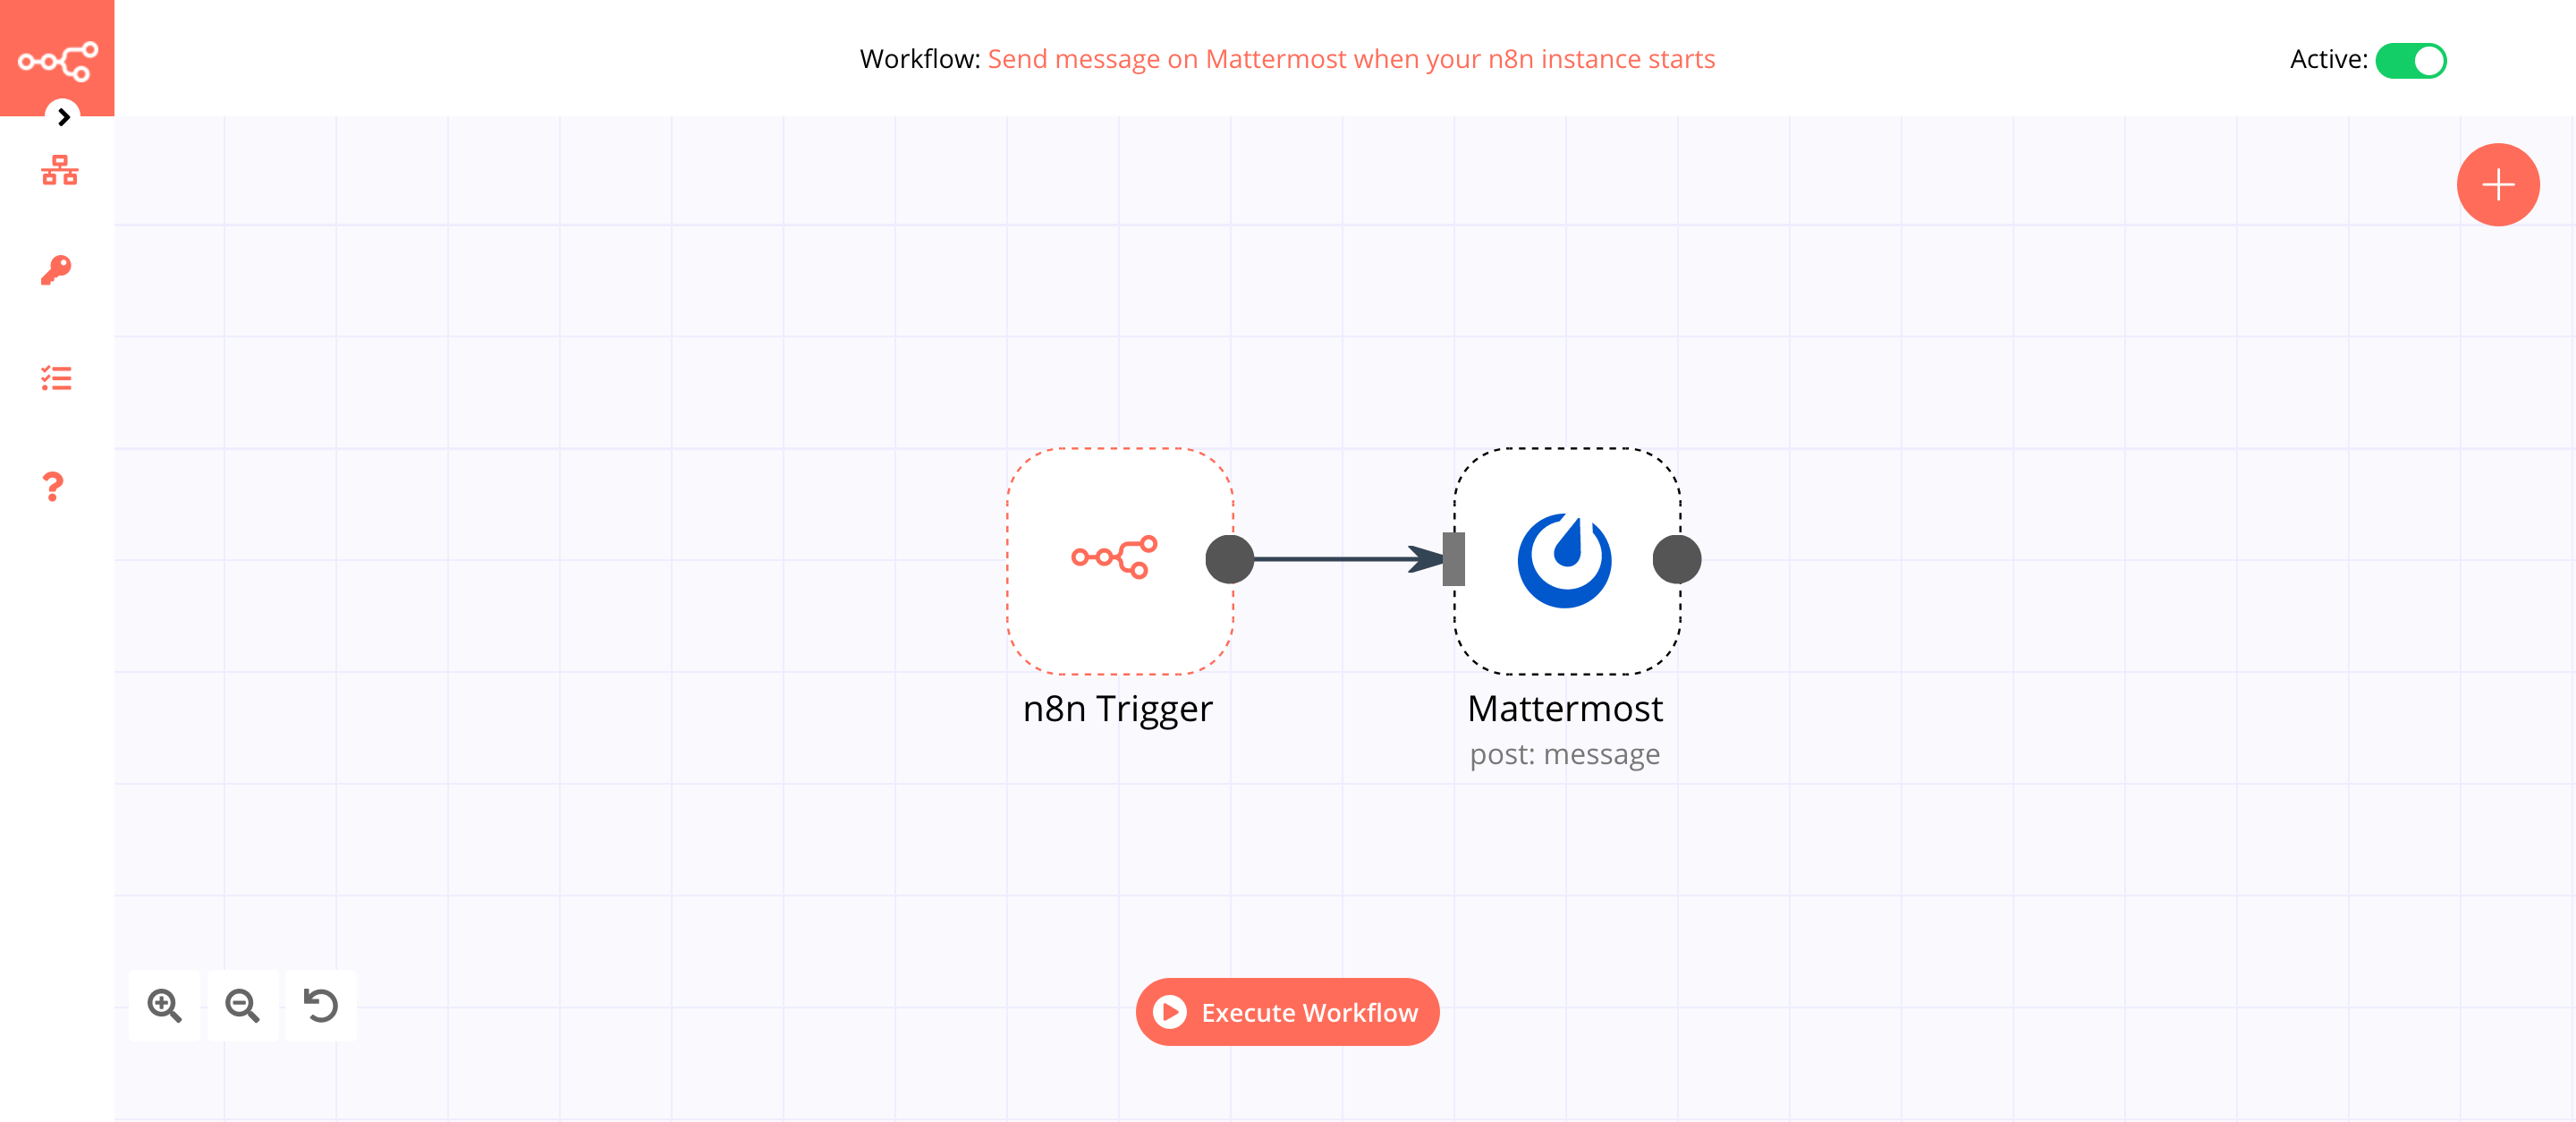 Workflow: Send message on Mattermost when your n8n instance starts
Active:
n8n Trigger
Mattermost
post: message
Execute Workflow